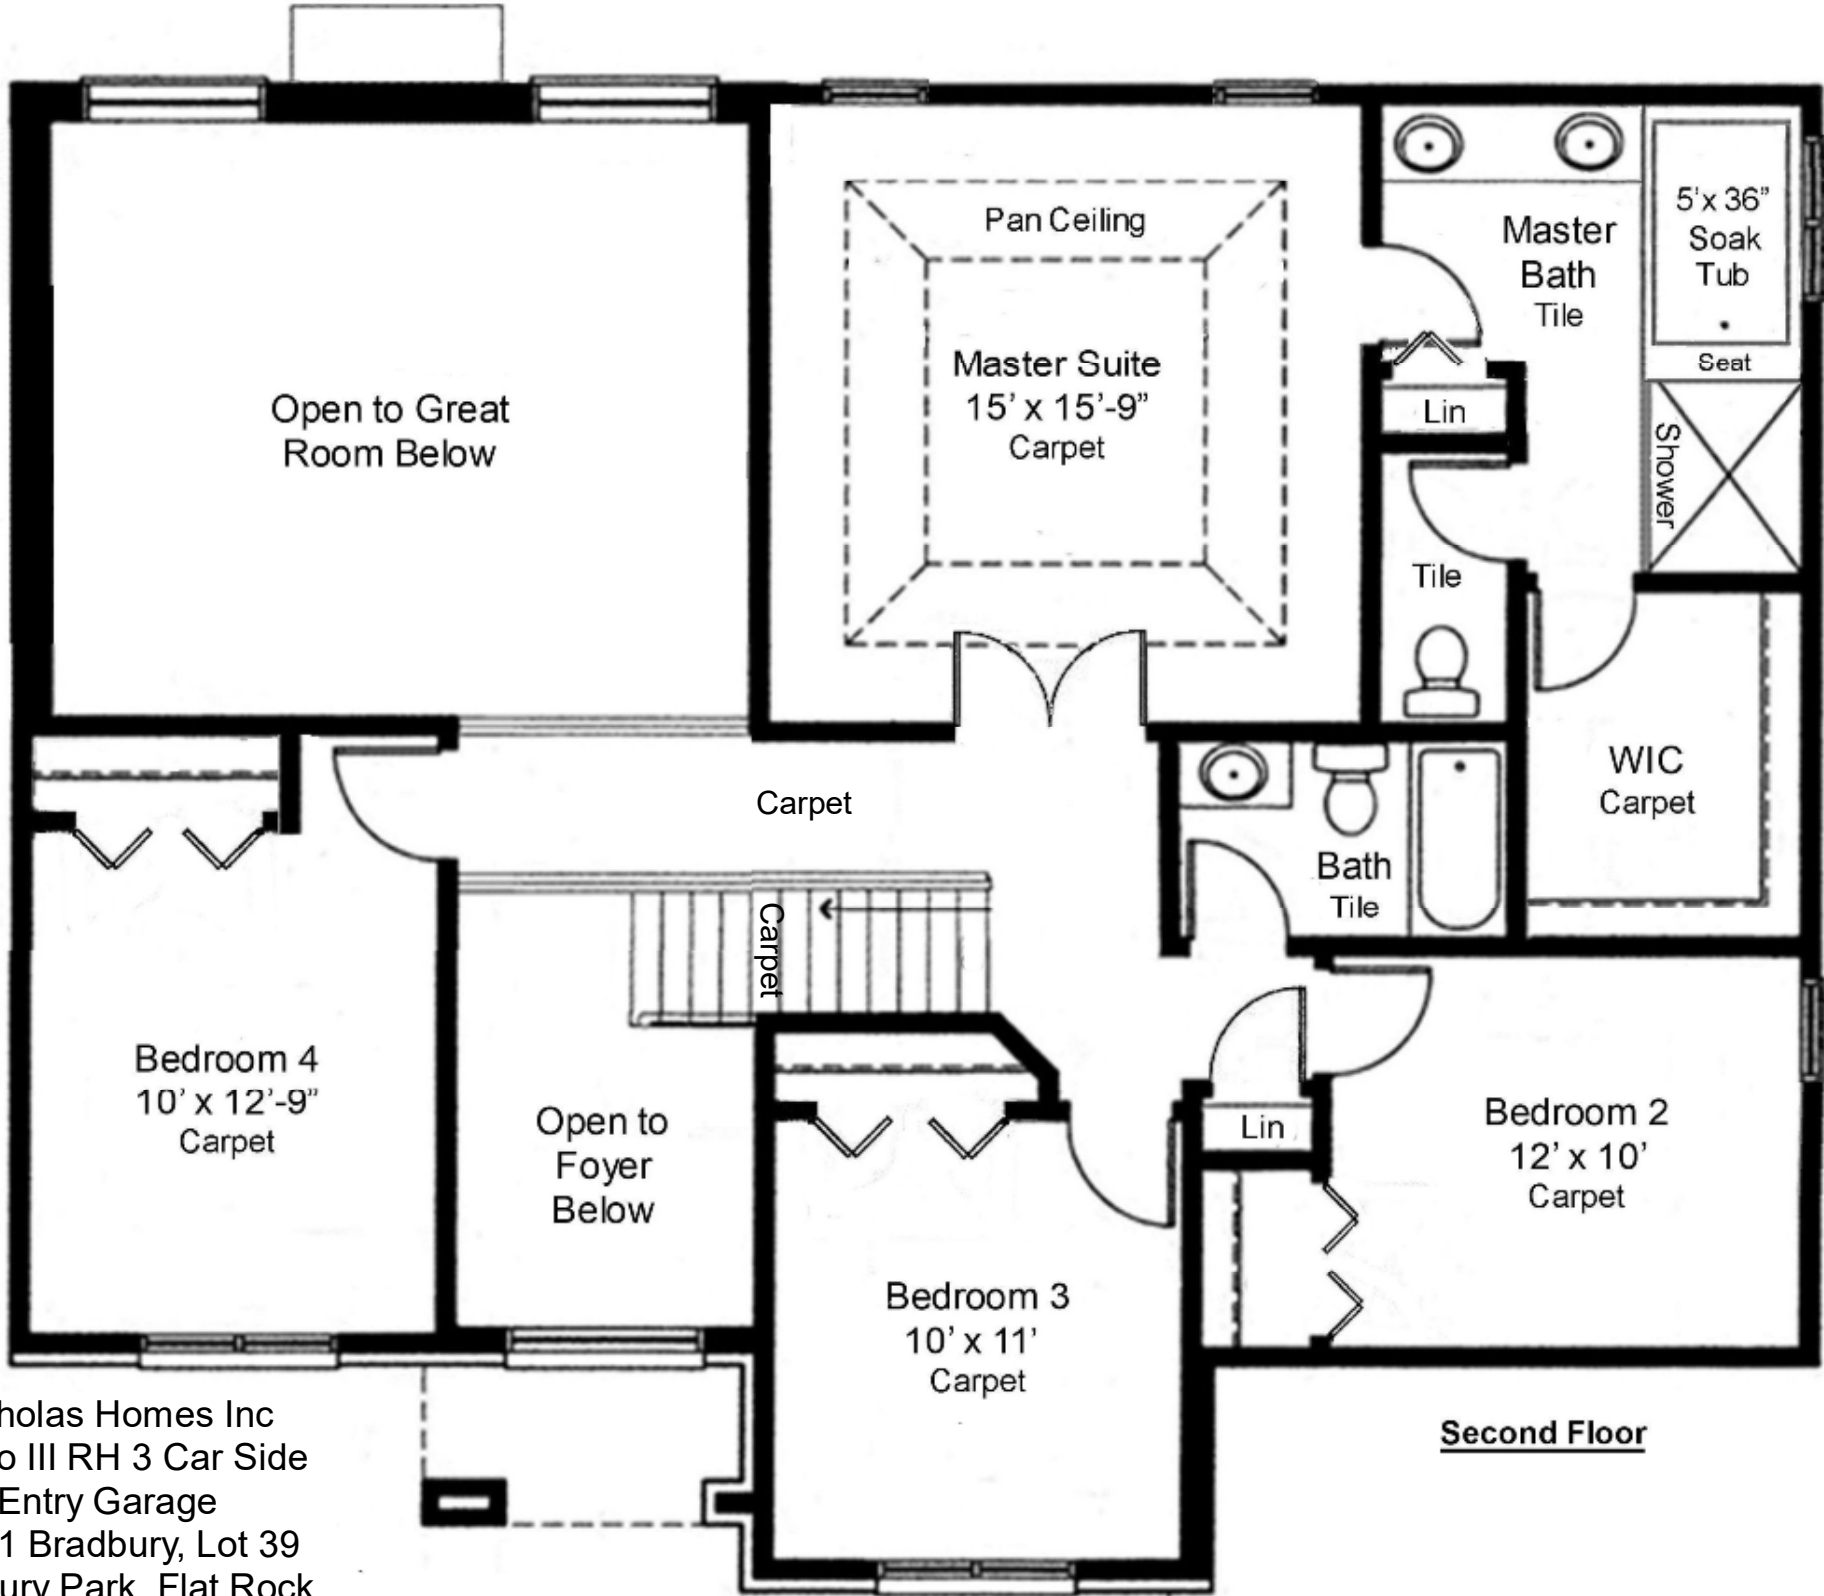 Pan Ceiling
Master Suite
15’ x 15’-9”
Carpet
Master
Bath
Tile
5’x 36”
Soak
Tub
Seat
Shower
Lin
Tile
Open to Great
Room Below
WIC
Carpet
Carpet
Bath
Tile
Carpet
Bedroom 4
10’ x 12’-9”
Carpet
Open to
Foyer
Below
Lin
Bedroom 2
12’ x 10’
Carpet
Bedroom 3
10’ x 11’
Carpet
Second Floor
Homes Inc
III RH 3 Car Side
Entry Garage
Bradbury, Lot 39
Park, Flat Rock